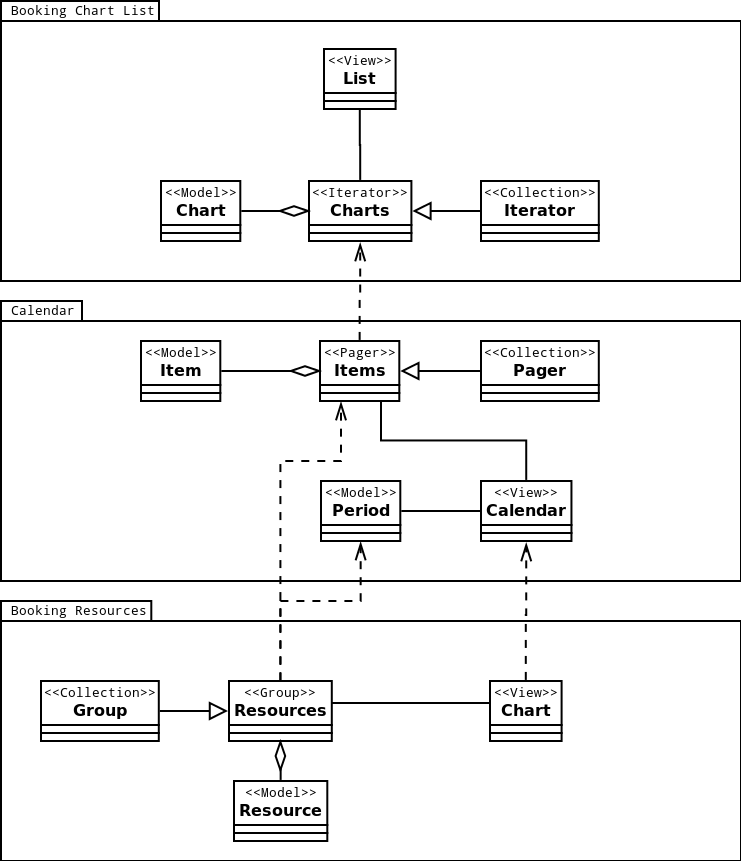 Booking Chart List
<<View>>
List
<<Model>>
Chart
<<Iterator>>
Charts
<<Collection>>
Iterator
Calendar
<<Model>>
Item
<<Pager>>
Items
<<Collection>>
Pager
<<Model>>
Period
<<View>>
Calendar
Booking Resources
<<Collection>>
Group
<<Group>>
Resources
<<View>>
Chart
<<Model>>
Resource